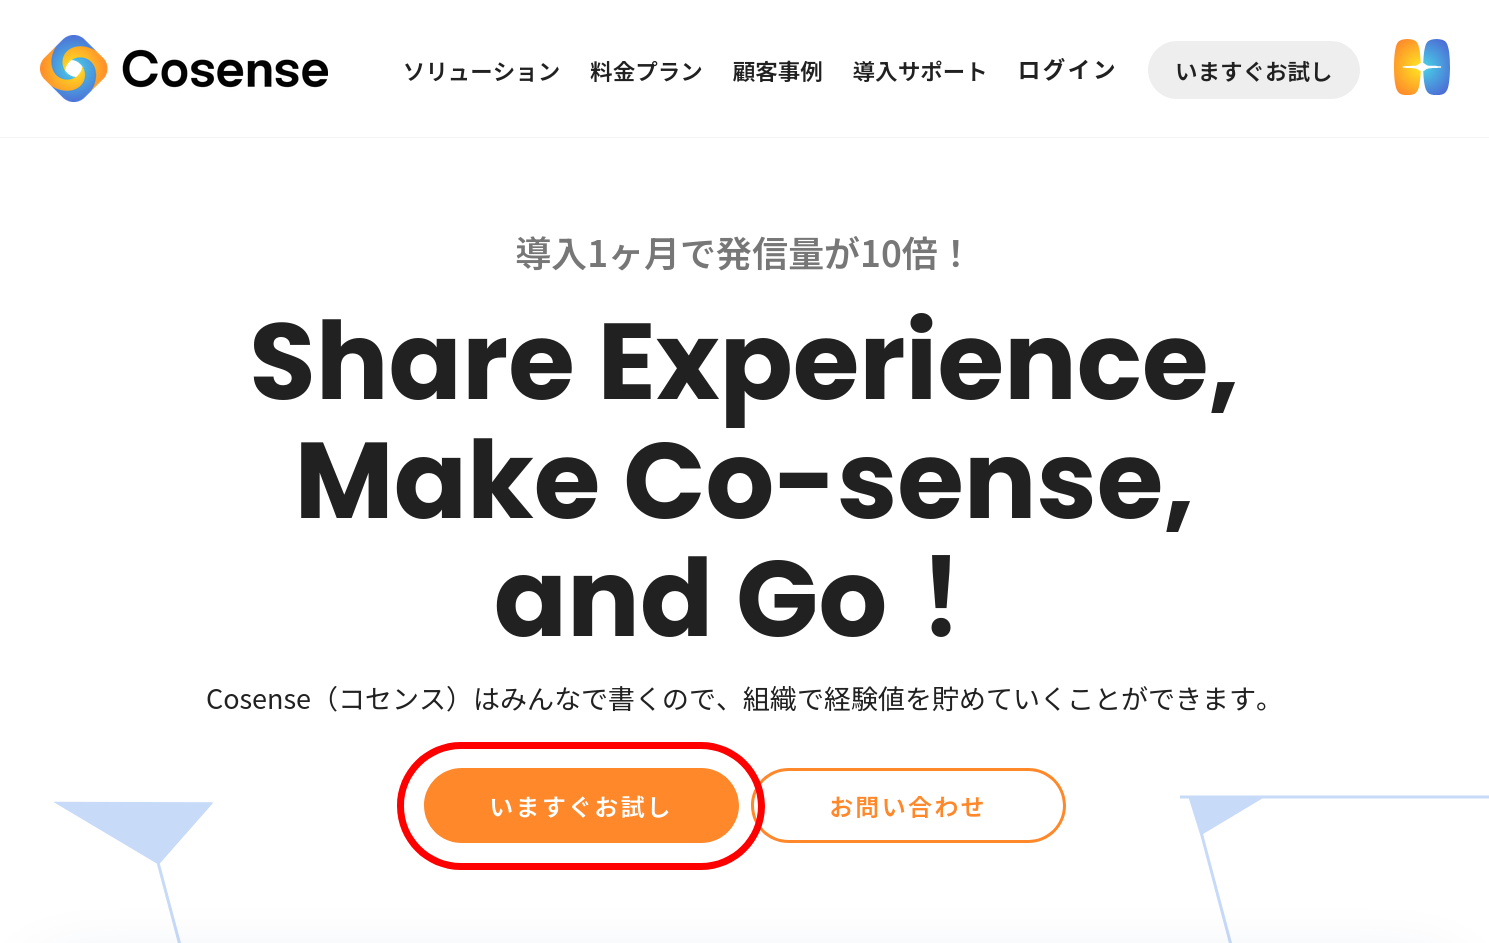 Cosense
ソリューション 料金プラン 顧客事例 導入サポート ログイン いますぐお試し
導入1ヶ月で発信量が10倍！
Share Experience,
Make Co-sense,
and Go！
Cosense（コセンス）はみんなで書くので、組織で経験値を貯めていくことができます。
いますぐお試し お問い合わせ